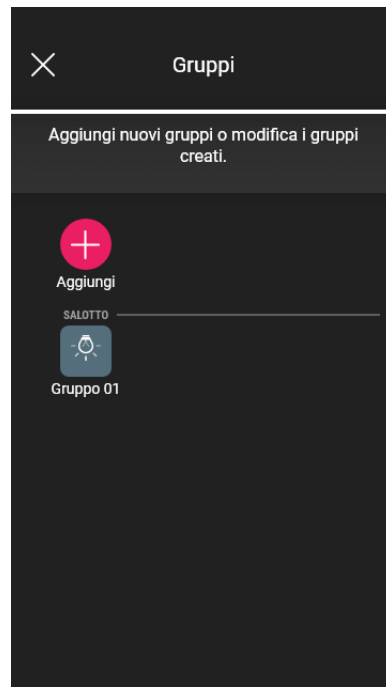 Gruppi
Aggiungi nuovi gruppi o modifica i gruppi
creati.
Aggiungi
SALOTTO
Gruppo 01